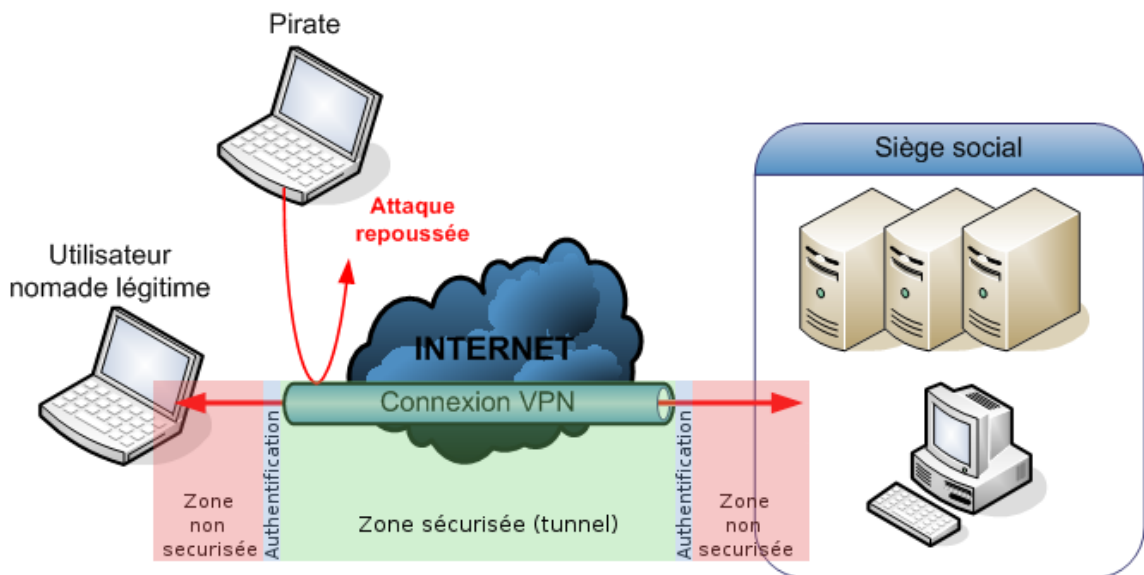 Pirate
Siège social
Attaque
repoussée
Utilisateur
nomade légitime
INTERNET
Connexion VPN
Zone
non
securisée
Authentification
Zone sécurisée (tunnel)
Authentification
Zone
non
securisée